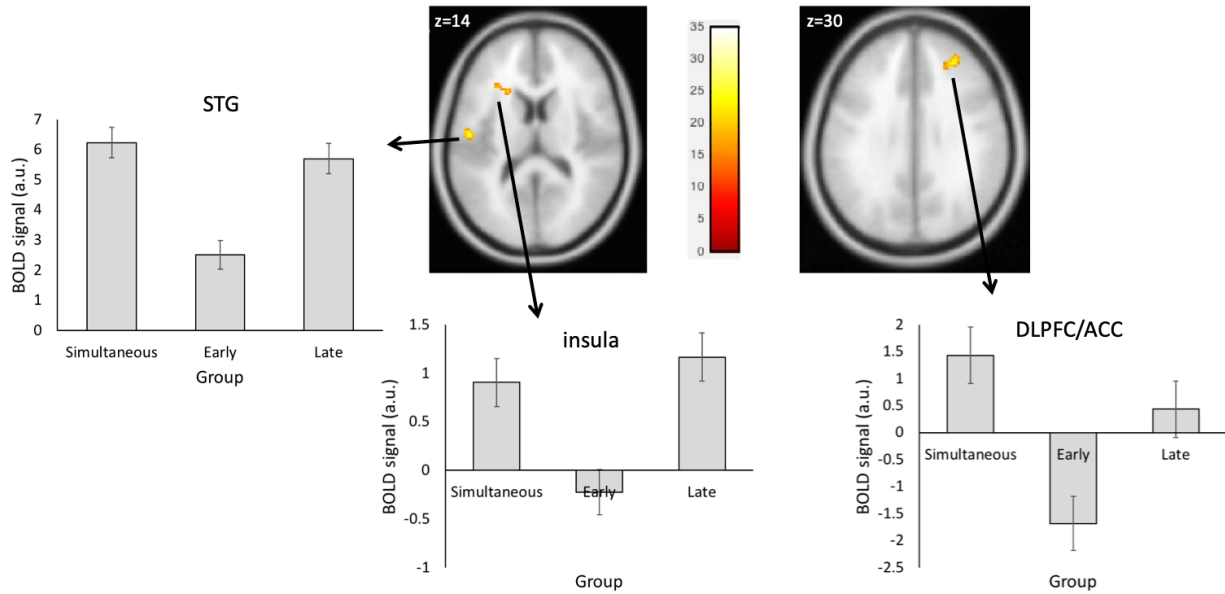 z=14
35
30
25
20
15
10
5
0
z=30
STG
BOLD signal (a.u.)
7
6
5
4
3
2
1
0
Simultaneous Early Late
Group
insula
BOLD signal (a.u.)
1.5
1
0.5
0
-0.5
-1
Simultaneous Early Late
Group
DLPFC/ACC
BOLD signal (a.u.)
2
1.5
1
0.5
0
-0.5
-1
-1.5
-2
-2.5
Simultaneous Early Late
Group